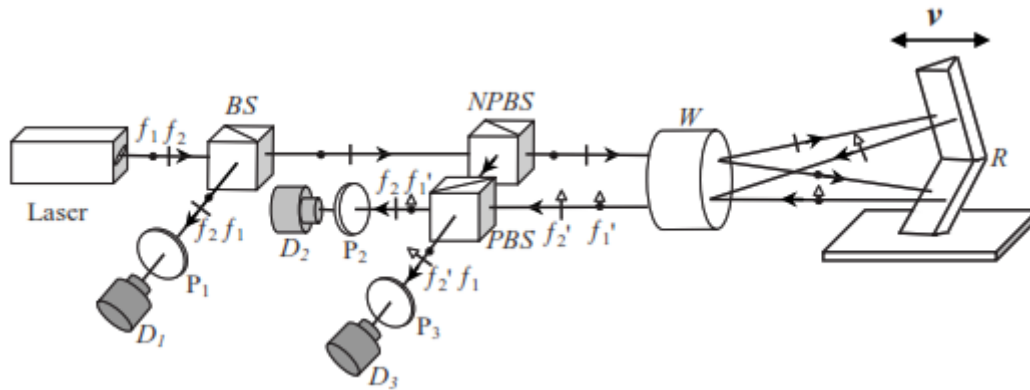 v
BS
NPBS
W
f₁ f₂
R
Laser
f₂ f₁'
f₂ f₁
D₂
P₂
PBS
f₂'
f₁'
P₁
f₂' f₁
D₁
P₃
D₃